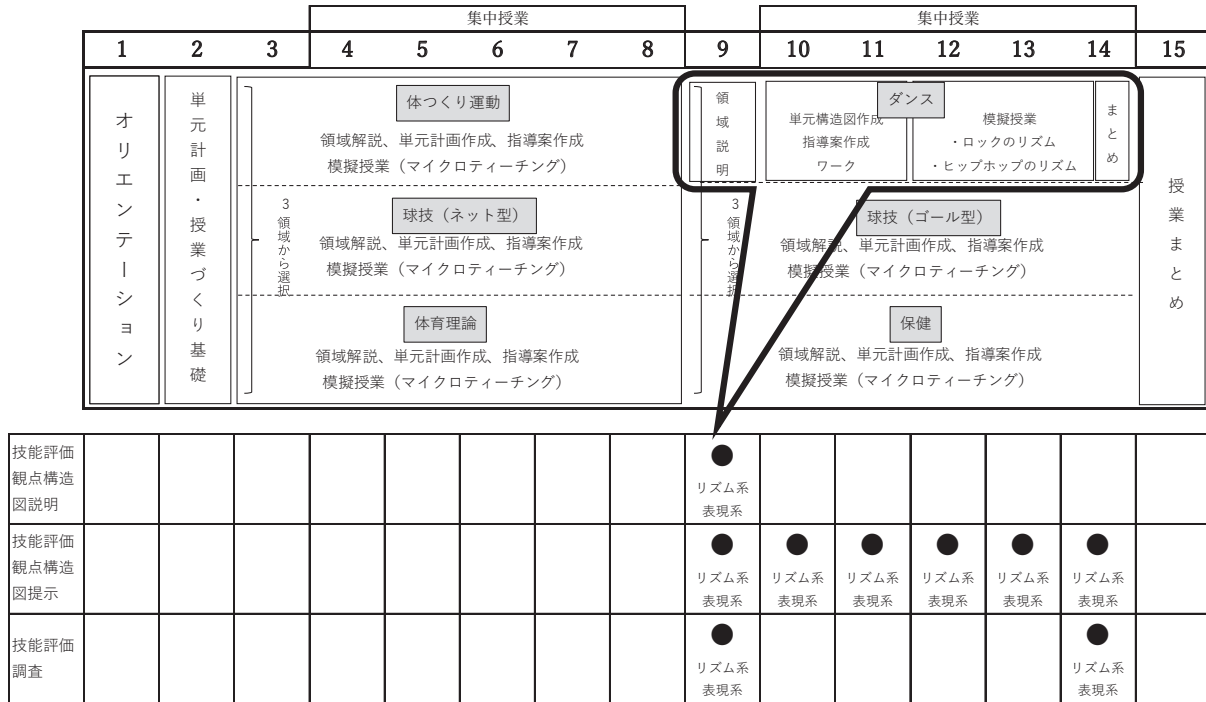 集中授業 集中授業
1 2 3 4 5 6 7 8 9 10 11 12 13 14 15
オリエンテーション
単元計画・授業づくり基礎
3領域から選択
体つくり運動
領域解説、単元計画作成、指導案作成
模擬授業（マイクロティーチング）
球技（ネット型）
領域解説、単元計画作成、指導案作成
模擬授業（マイクロティーチング）
体育理論
領域解説、単元計画作成、指導案作成
模擬授業（マイクロティーチング）
領域説明
ダンス
単元構造図作成
指導案作成
ワーク
模擬授業
・ロックのリズム
・ヒップホップのリズム
まとめ
3領域から選択
球技（ゴール型）
領域解説、単元計画作成、指導案作成
模擬授業（マイクロティーチング）
保健
領域解説、単元計画作成、指導案作成
模擬授業（マイクロティーチング）
授業まとめ
技能評価
観点構造
図説明
●
リズム系
表現系
技能評価
観点構造
図提示
● ● ● ● ● ●
リズム系 リズム系 リズム系 リズム系 リズム系 リズム系
表現系 表現系 表現系 表現系 表現系 表現系
技能評価
調査
● ●
リズム系 リズム系
表現系 表現系